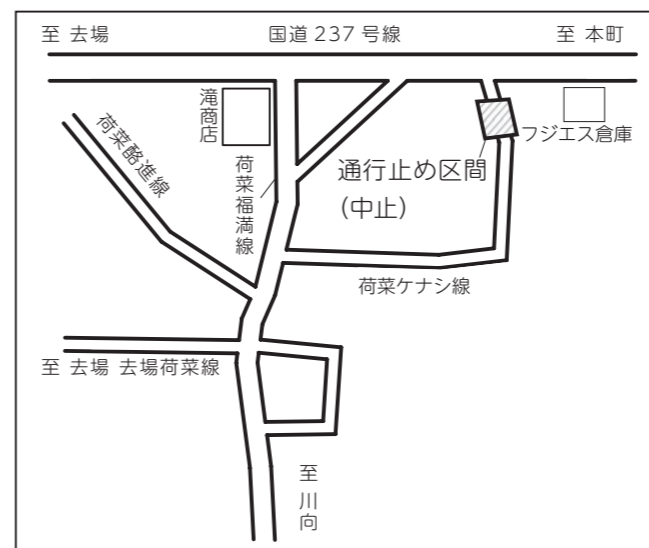 至 去場
国道 237 号線
至 本町
滝商店
フジエス倉庫
荷菜酪進線
荷菜福満線
通行止め区間
(中止)
荷菜ケナシ線
至 去場 去場荷菜線
至 川向